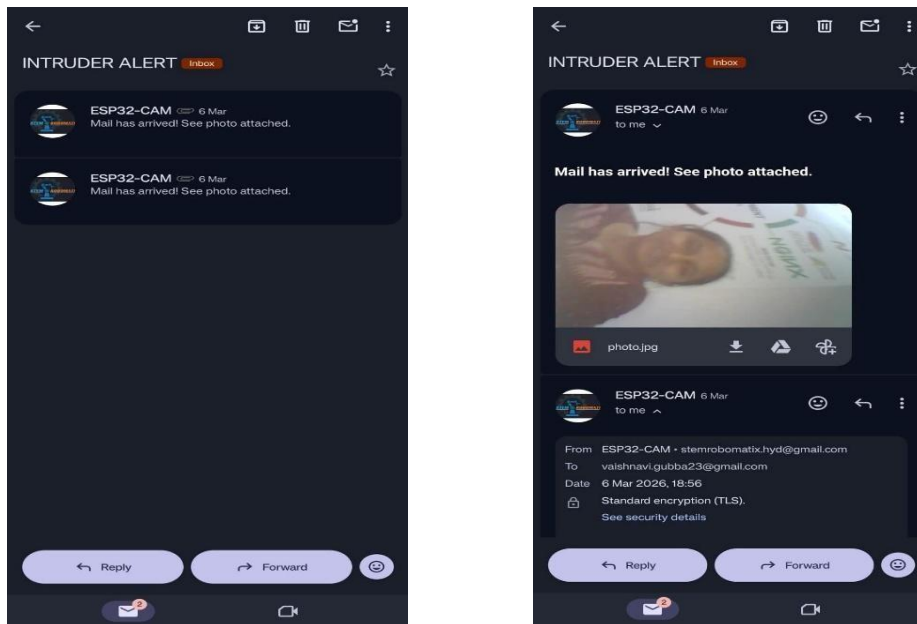 INTRUDER ALERT Inbox
ESP32-CAM 6 Mar
Mail has arrived! See photo attached.
ESP32-CAM 6 Mar
Mail has arrived! See photo attached.
Reply Forward
2
INTRUDER ALERT Inbox
ESP32-CAM 6 Mar
to me
Mail has arrived! See photo attached.
NGINX
photo.jpg
ESP32-CAM 6 Mar
to me
From ESP32-CAM • stemrobomatix.hyd@gmail.com
To vaishnavi.gubba23@gmail.com
Date 6 Mar 2026, 18:56
Standard encryption (TLS).
See security details
Reply Forward
2